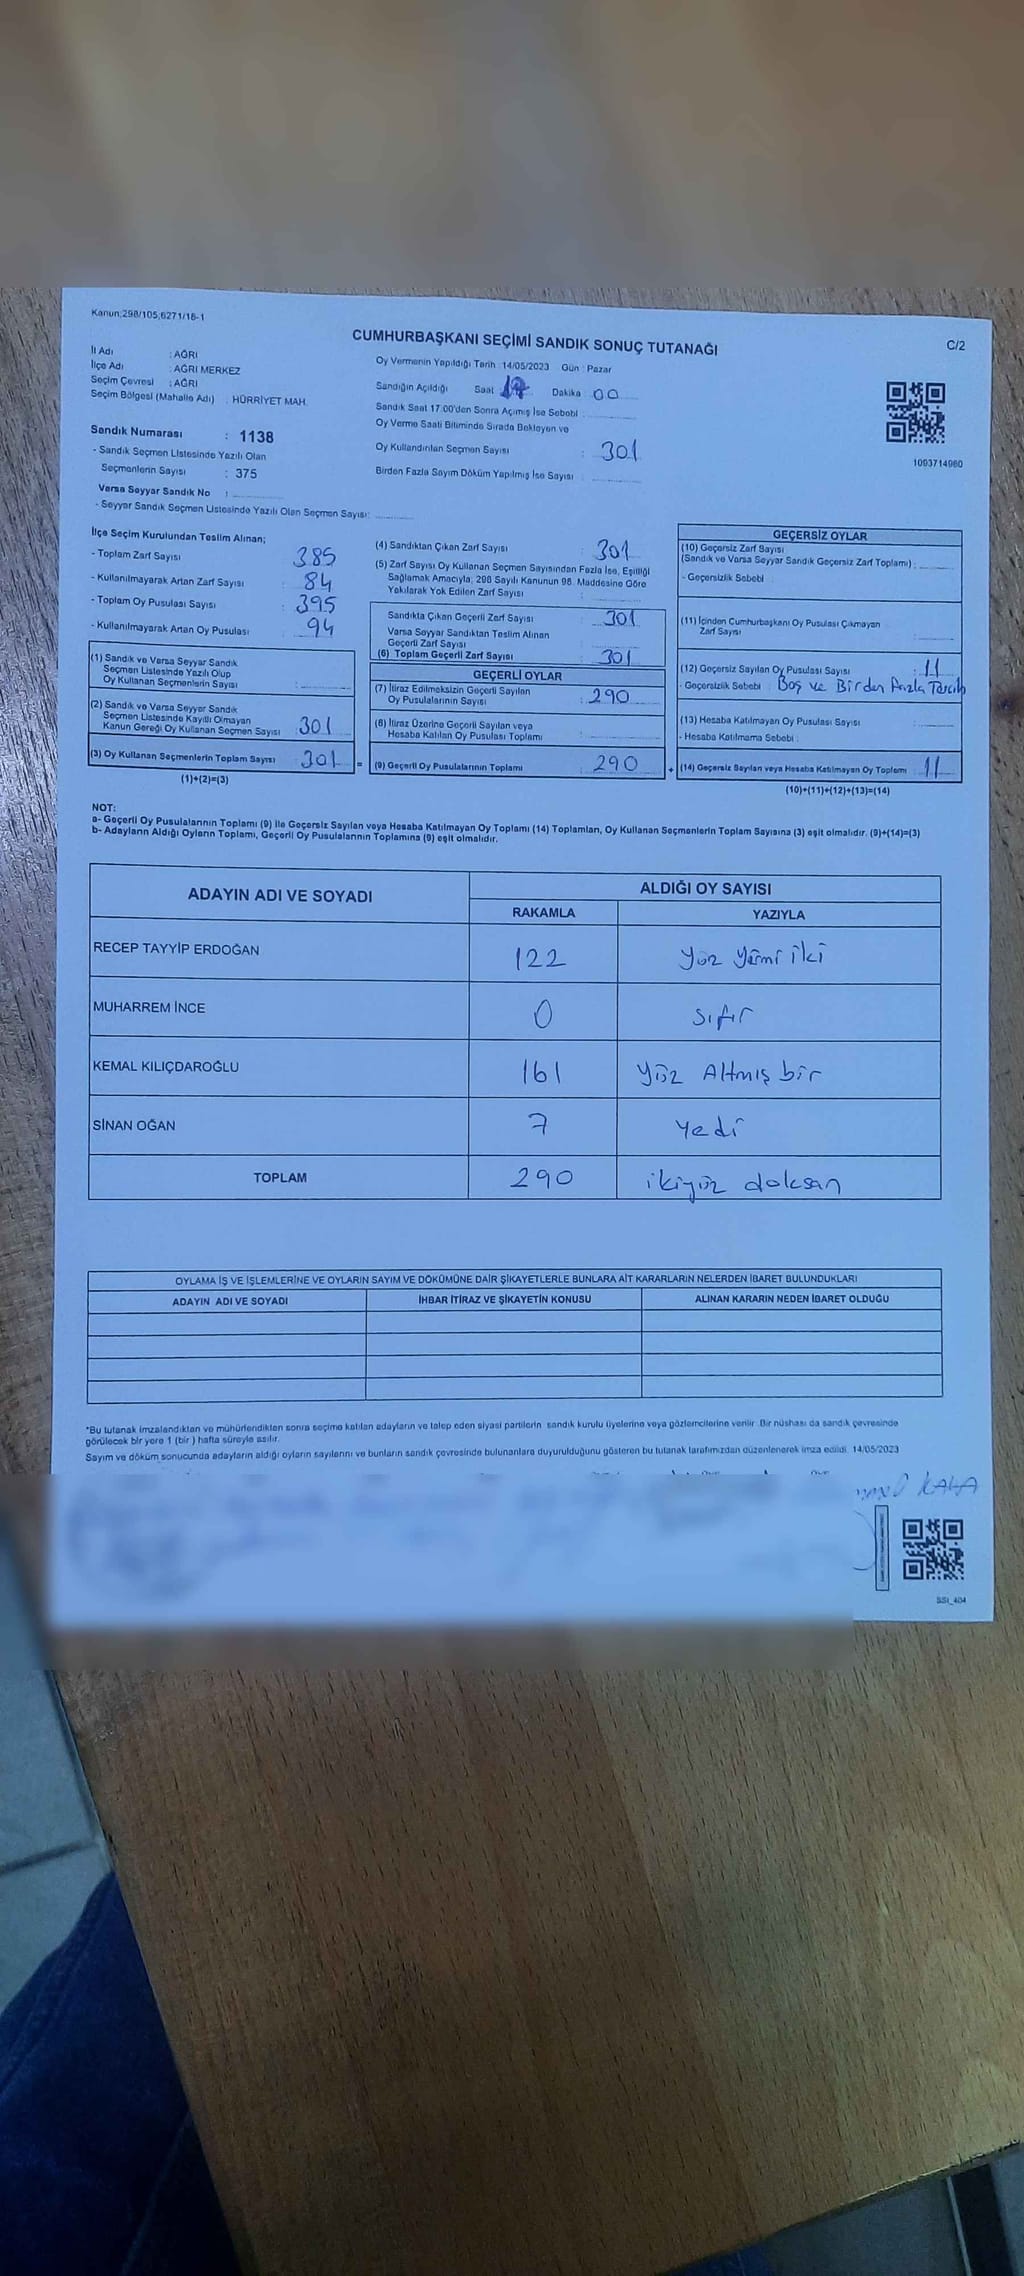 Kanun;298/105;6271/18-1
CUMHURBAŞKANI SEÇİMİ SANDIK SONUÇ TUTANAĞI
C/2
İl Adı : AĞRI
İlçe Adı : AĞRI MERKEZ
Seçim Çevresi : AĞRI
Seçim Bölgesi (Mahalle Adı) : HÜRRİYET MAH.
Oy Vermenin Yapıldığı Tarih : 14/05/2023 Gün : Pazar
Sandığın Açıldığı Saat 17 Dakika 00
Sandık Saat 17:00'den Sonra Açımış İse Sebebi
Oy Verme Saati Bitiminde Sırada Bekleyen ve
Oy Kullandırılan Seçmen Sayısı : 301
Birden Fazla Sayım Döküm Yapılmış İse Sayısı :
1093714960
Sandık Numarası : 1138
- Sandık Seçmen Listesinde Yazılı Olan
Seçmenlerin Sayısı : 375
Varsa Seyyar Sandık No :
- Seyyar Sandık Seçmen Listesinde Yazılı Olan Seçmen Sayısı:
İlçe Seçim Kurulundan Teslim Alınan;
- Toplam Zarf Sayısı : 385
- Kullanılmayarak Artan Zarf Sayısı : 84
- Toplam Oy Pusulası Sayısı : 395
- Kullanılmayarak Artan Oy Pusulası : 94
(1) Sandık ve Varsa Seyyar Sandık
Seçmen Listesinde Yazılı Olup
Oy Kullanan Seçmenlerin Sayısı :
(2) Sandık ve Varsa Seyyar Sandık
Seçmen Listesinde Kayıtlı Olmayan
Kanun Gereği Oy Kullanan Seçmen Sayısı : 301
(3) Oy Kullanan Seçmenlerin Toplam Sayısı : 301
(1)+(2)=(3)
(4) Sandıktan Çıkan Zarf Sayısı : 301
(5) Zarf Sayısı Oy Kullanan Seçmen Sayısından Fazla İse, Eşitliği
Sağlamak Amacıyla; 298 Sayılı Kanunun 98. Maddesine Göre
Yakılarak Yok Edilen Zarf Sayısı :
Sandıkta Çıkan Geçerli Zarf Sayısı : 301
Varsa Seyyar Sandıktan Teslim Alınan
Geçerli Zarf Sayısı :
(6) Toplam Geçerli Zarf Sayısı : 301
GEÇERLİ OYLAR
(7) İtiraz Edilmeksizin Geçerli Sayılan
Oy Pusulalarının Sayısı : 290
(8) İtiraz Üzerine Geçerli Sayılan veya
Hesaba Katılan Oy Pusulası Toplamı :
(9) Geçerli Oy Pusulalarının Toplamı : 290
GEÇERSİZ OYLAR
(10) Geçersiz Zarf Sayısı
(Sandık ve Varsa Seyyar Sandık Geçersiz Zarf Toplamı) :
- Geçersizlik Sebebi
(11) İçinden Cumhurbaşkanı Oy Pusulası Çıkmayan
Zarf Sayısı :
(12) Geçersiz Sayılan Oy Pusulası Sayısı : 11
- Geçersizlik Sebebi : Boş ve Birden Fazla Tercih
(13) Hesaba Katılmayan Oy Pusulası Sayısı :
- Hesaba Katılmama Sebebi :
(14) Geçersiz Sayılan veya Hesaba Katılmayan Oy Toplamı : 11
(10)+(11)+(12)+(13)=(14)
NOT:
a- Geçerli Oy Pusulalarının Toplamı (9) ile Geçersiz Sayılan veya Hesaba Katılmayan Oy Toplamı (14) Toplamları, Oy Kullanan Seçmenlerin Toplam Sayısına (3) eşit olmalıdır. (9)+(14)=(3)
b- Adayların Aldığı Oyların Toplamı, Geçerli Oy Pusulalarının Toplamına (9) eşit olmalıdır.
ADAYIN ADI VE SOYADI
ALDIĞI OY SAYISI
RAKAMLA YAZIYLA
RECEP TAYYİP ERDOĞAN 122 Yüz Yirmi iki
MUHARREM İNCE 0 sıfır
KEMAL KILIÇDAROĞLU 161 Yüz Altmış bir
SİNAN OĞAN 7 Yedi
TOPLAM 290 ikiyüz doksan
OYLAMA İŞ VE İŞLEMLERİNE VE OYLARIN SAYIM VE DÖKÜMÜNE DAİR ŞİKAYETLERLE BUNLARA AİT KARARLARIN NELERDEN İBARET BULUNDUKLARI
ADAYIN ADI VE SOYADI İHBAR İTİRAZ VE ŞİKAYETİN KONUSU ALINAN KARARIN NEDEN İBARET OLDUĞU
*Bu tutanak imzalandıktan ve mühürlendikten sonra seçime katılan adayların ve talep eden siyasi partilerin sandık kurulu üyelerine veya gözlemcilerine verilir. Bir nüshası da sandık çevresinde
görülecek bir yere 1 (bir ) hafta süreyle asılır.
Sayım ve döküm sonucunda adayların aldığı oyların sayılarını ve bunların sandık çevresinde bulunanlara duyurulduğunu gösteren bu tutanak tarafımızdan düzenlenerek imza edildi. 14/05/2023
KAYA
SSI_404